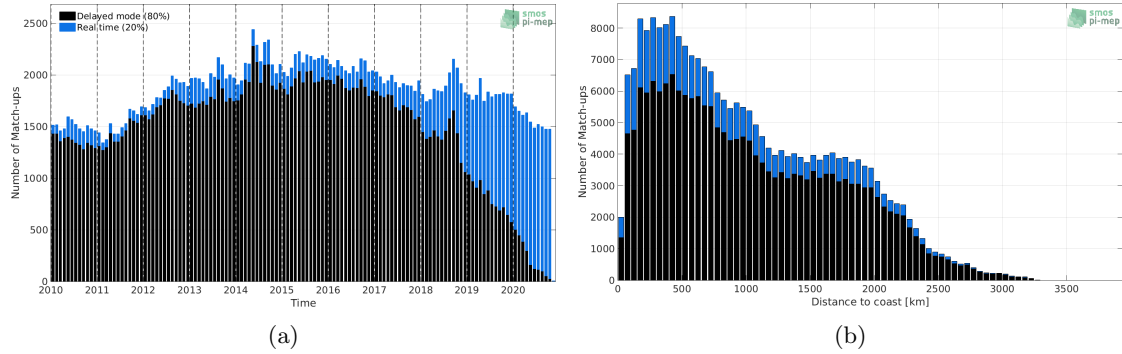 Delayed mode (80%)
Real time (20%)
smos
pi-mep
Number of Match-ups
2500
2000
1500
1000
500
0
2010 2011 2012 2013 2014 2015 2016 2017 2018 2019 2020
Time
(a)
smos
pi-mep
Number of Match-ups
8000
7000
6000
5000
4000
3000
2000
1000
0
0 500 1000 1500 2000 2500 3000 3500
Distance to coast [km]
(b)